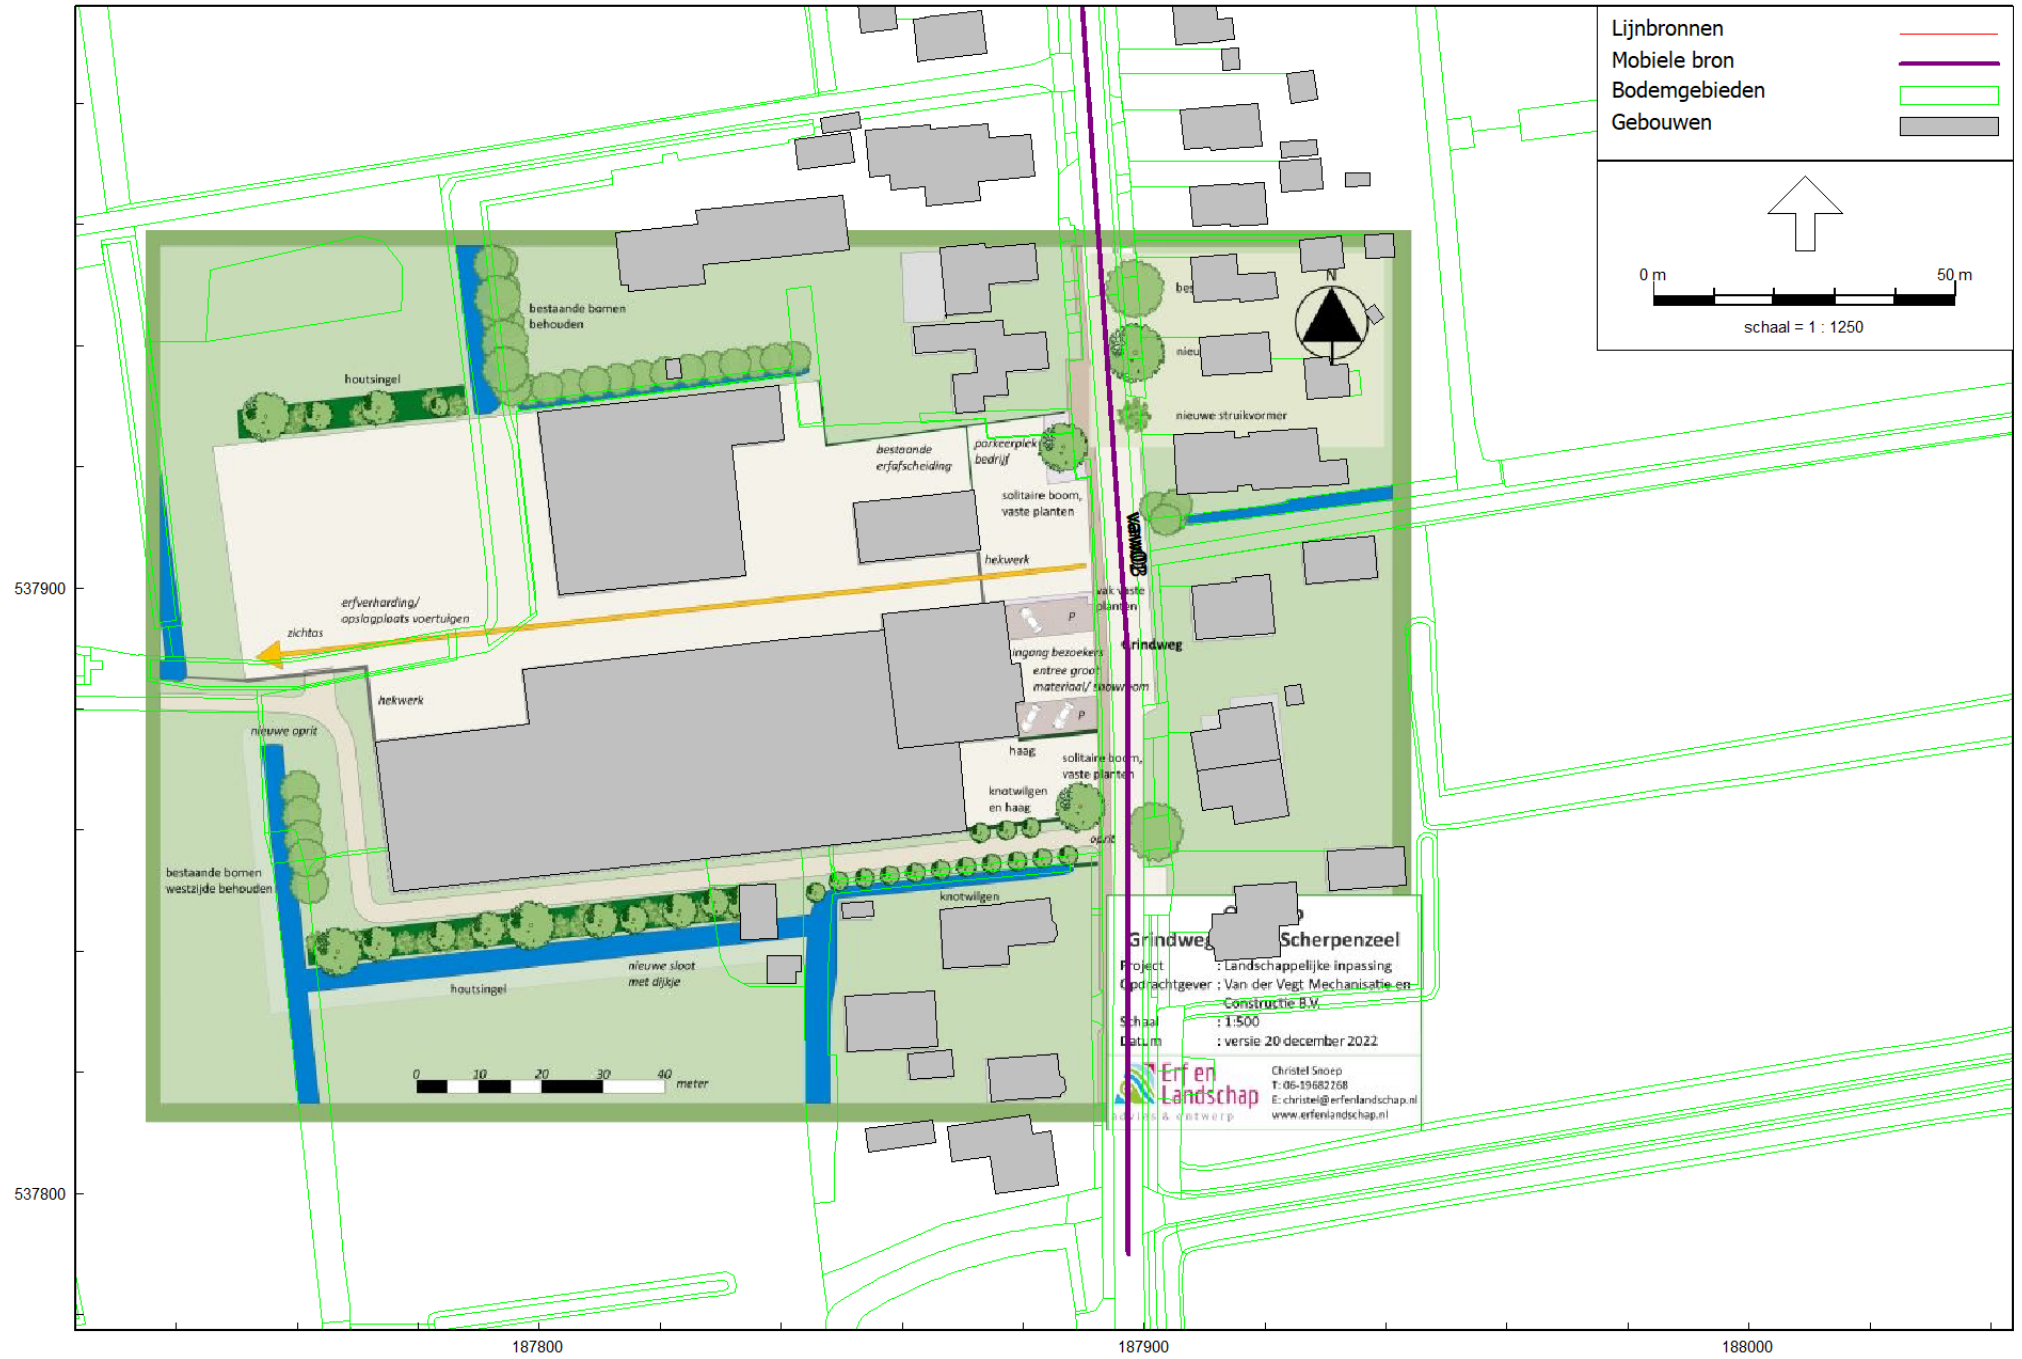 Lijnbronnen
Mobiele bron
Bodemgebieden
Gebouwen
0 m
50 m
schaal = 1 : 1250
N
bestaande bomen
behouden
houtsingel
nieuwe struikvormer
bestaande
erfafscheiding
parkeerplek
bedrijf
solitaire boom,
vaste planten
hekwerk
vak vaste
planten
erfverharding/
opslagplaats voertuigen
zichtas
P
Grindweg
ingang bezoekers
entree groot
materiaal/ showroom
P
hekwerk
nieuwe oprit
haag
solitaire boom,
vaste planten
knotwilgen
en haag
oprit
bestaande bomen
westzijde behouden
knotwilgen
nieuwe sloot
met dijkje
houtsingel
0 10 20 30 40
meter
Grindweg Scherpenzeel
Project : Landschappelijke inpassing
Opdrachtgever : Van der Vegt Mechanisatie en
Constructie B.V.
Schaal : 1:500
Datum : versie 20 december 2022
Erf en
Landschap
advies & ontwerp
Christel Snoep
T: 06-19682268
E: christel@erfenlandschap.nl
www.erfenlandschap.nl
537900
537800
187800
187900
188000